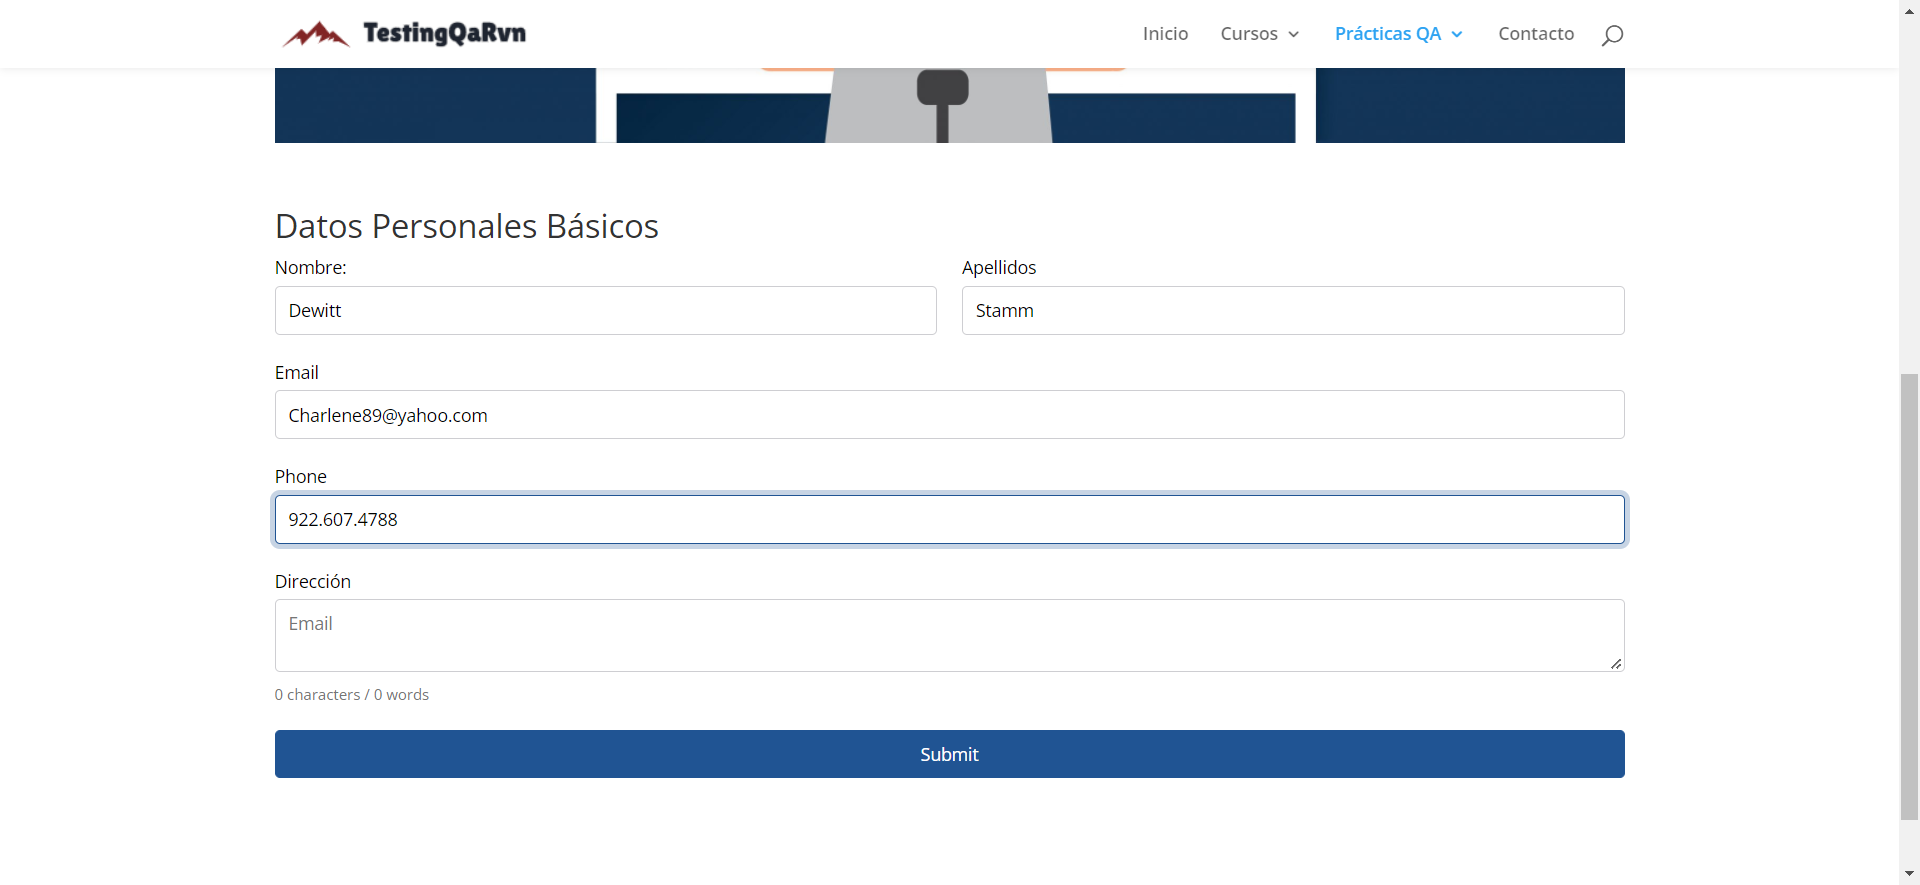 TestingQaRvn
Inicio Cursos Prácticas QA Contacto
Datos Personales Básicos
Nombre: Apellidos
Dewitt Stamm
Email
Charlene89@yahoo.com
Phone
922.607.4788
Dirección
Email
0 characters / 0 words
Submit